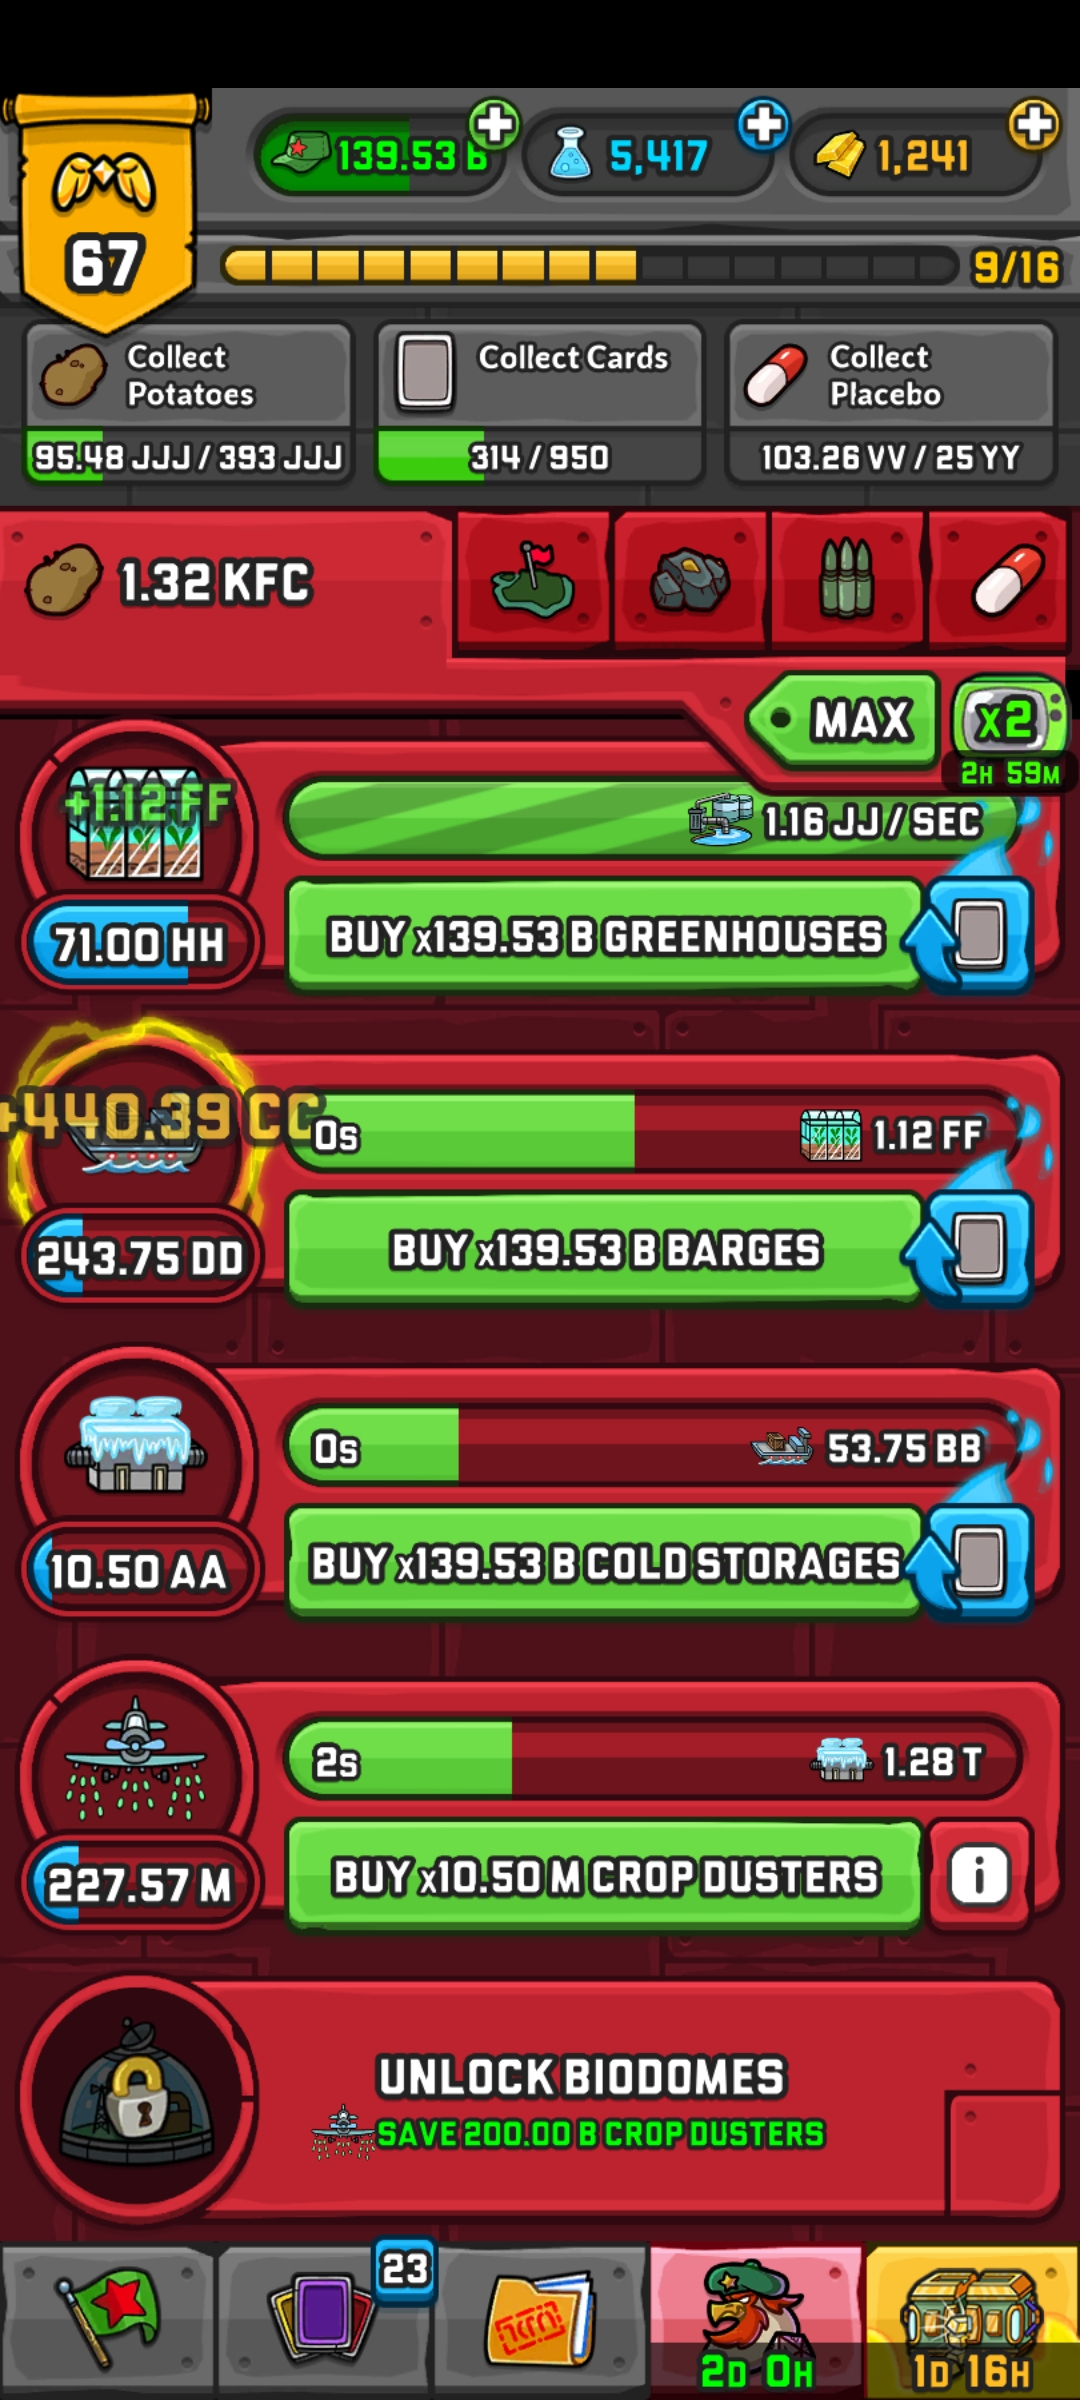 139.53 B
5,417
1,241
67
9/16
Collect
Potatoes
95.48 JJJ / 393 JJJ
Collect Cards
314 / 950
Collect
Placebo
103.26 VV / 25 YY
1.32 KFC
MAX
x2
2H 59M
+1.12 FF
1.16 JJ / SEC
71.00 HH
BUY x139.53 B GREENHOUSES
+440.39 CC
0s
1.12 FF
243.75 DD
BUY x139.53 B BARGES
0s
53.75 BB
10.50 AA
BUY x139.53 B COLD STORAGES
2s
1.28 T
227.57 M
BUY x10.50 M CROP DUSTERS
i
UNLOCK BIODOMES
SAVE 200.00 B CROP DUSTERS
23
2D 0H
1D 16H